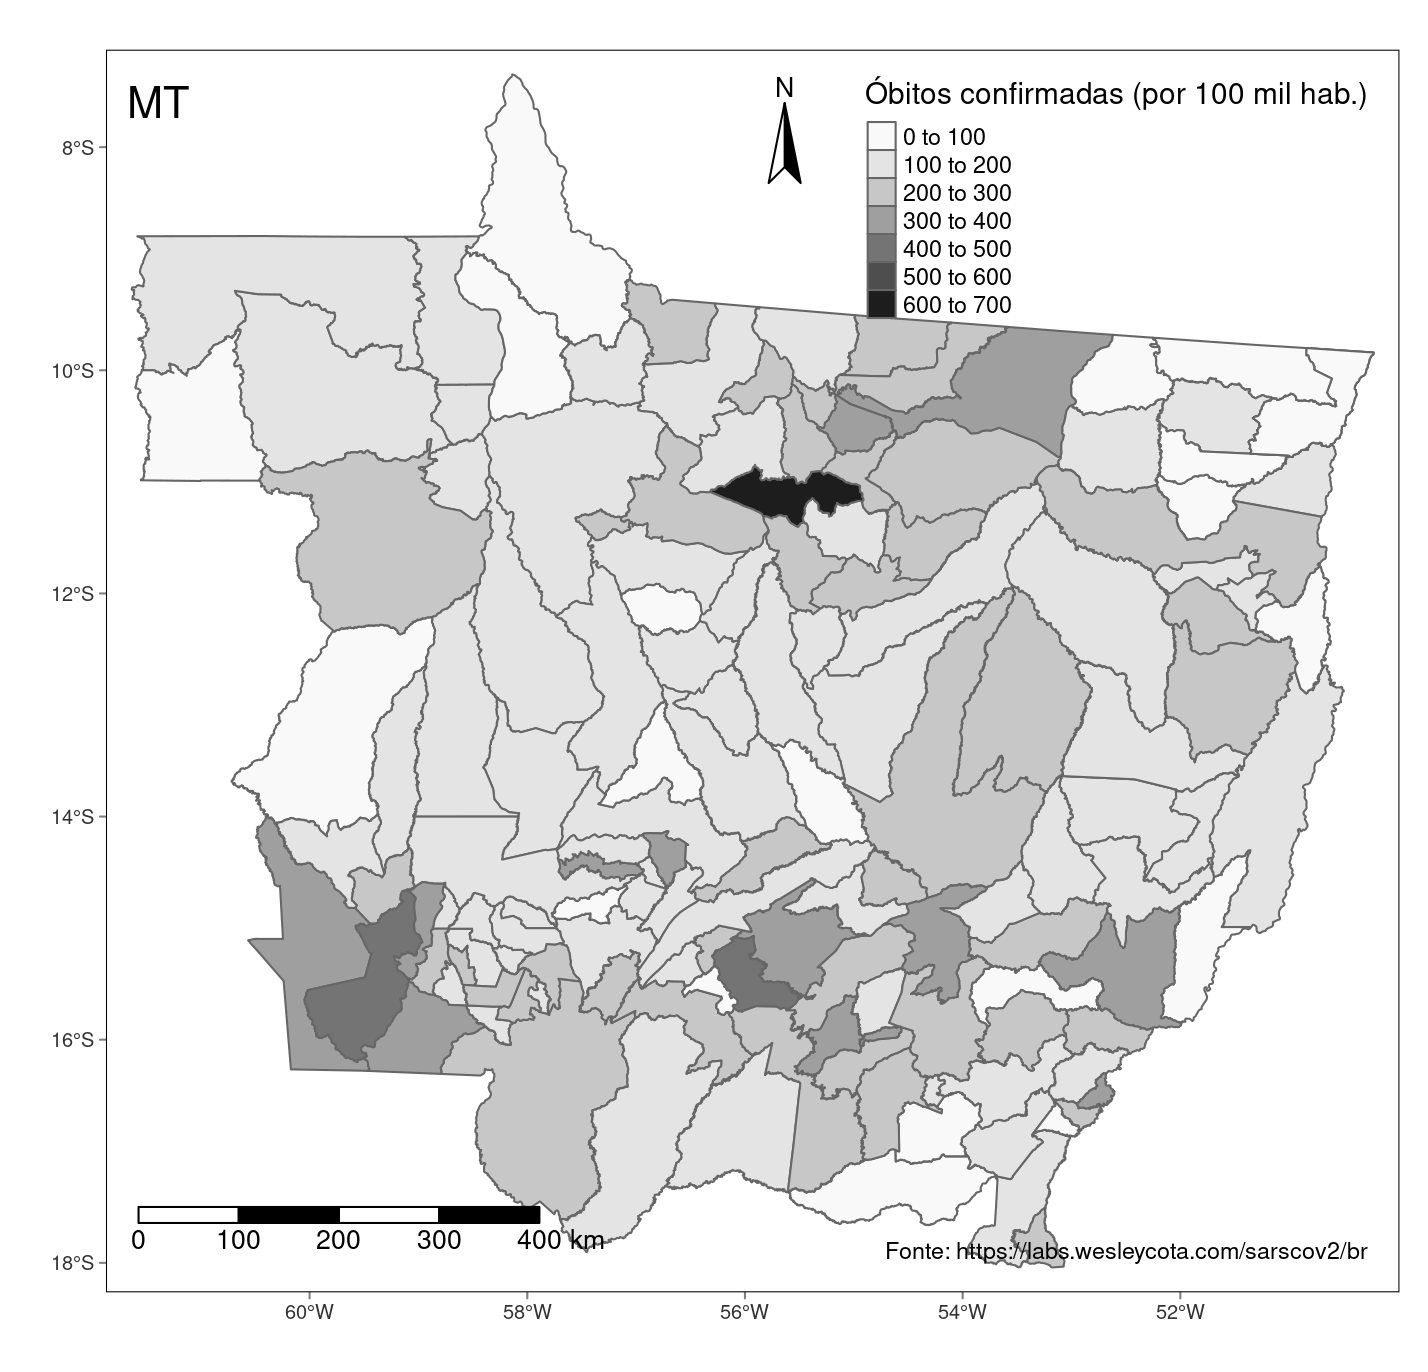 MT
N
Óbitos confirmadas (por 100 mil hab.)
0 to 100
100 to 200
200 to 300
300 to 400
400 to 500
500 to 600
600 to 700
8°S
10°S
12°S
14°S
16°S
18°S
0 100 200 300 400 km
Fonte: https://labs.wesleycota.com/sarscov2/br
60°W 58°W 56°W 54°W 52°W